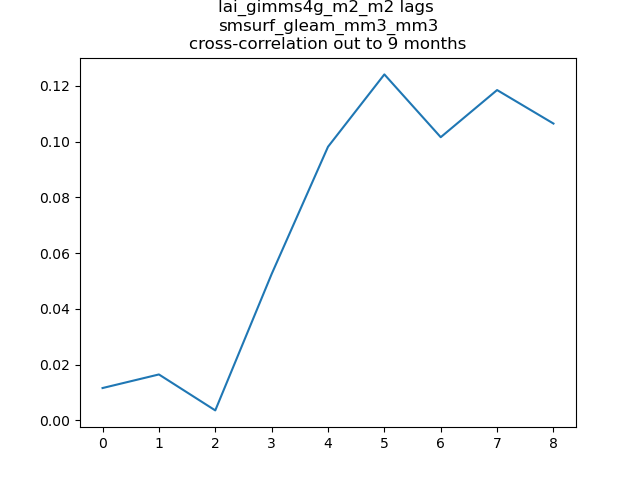 lai_gimms4g_m2_m2 lags
smsurf_gleam_mm3_mm3
cross-correlation out to 9 months
0.12
0.10
0.08
0.06
0.04
0.02
0.00
0 1 2 3 4 5 6 7 8